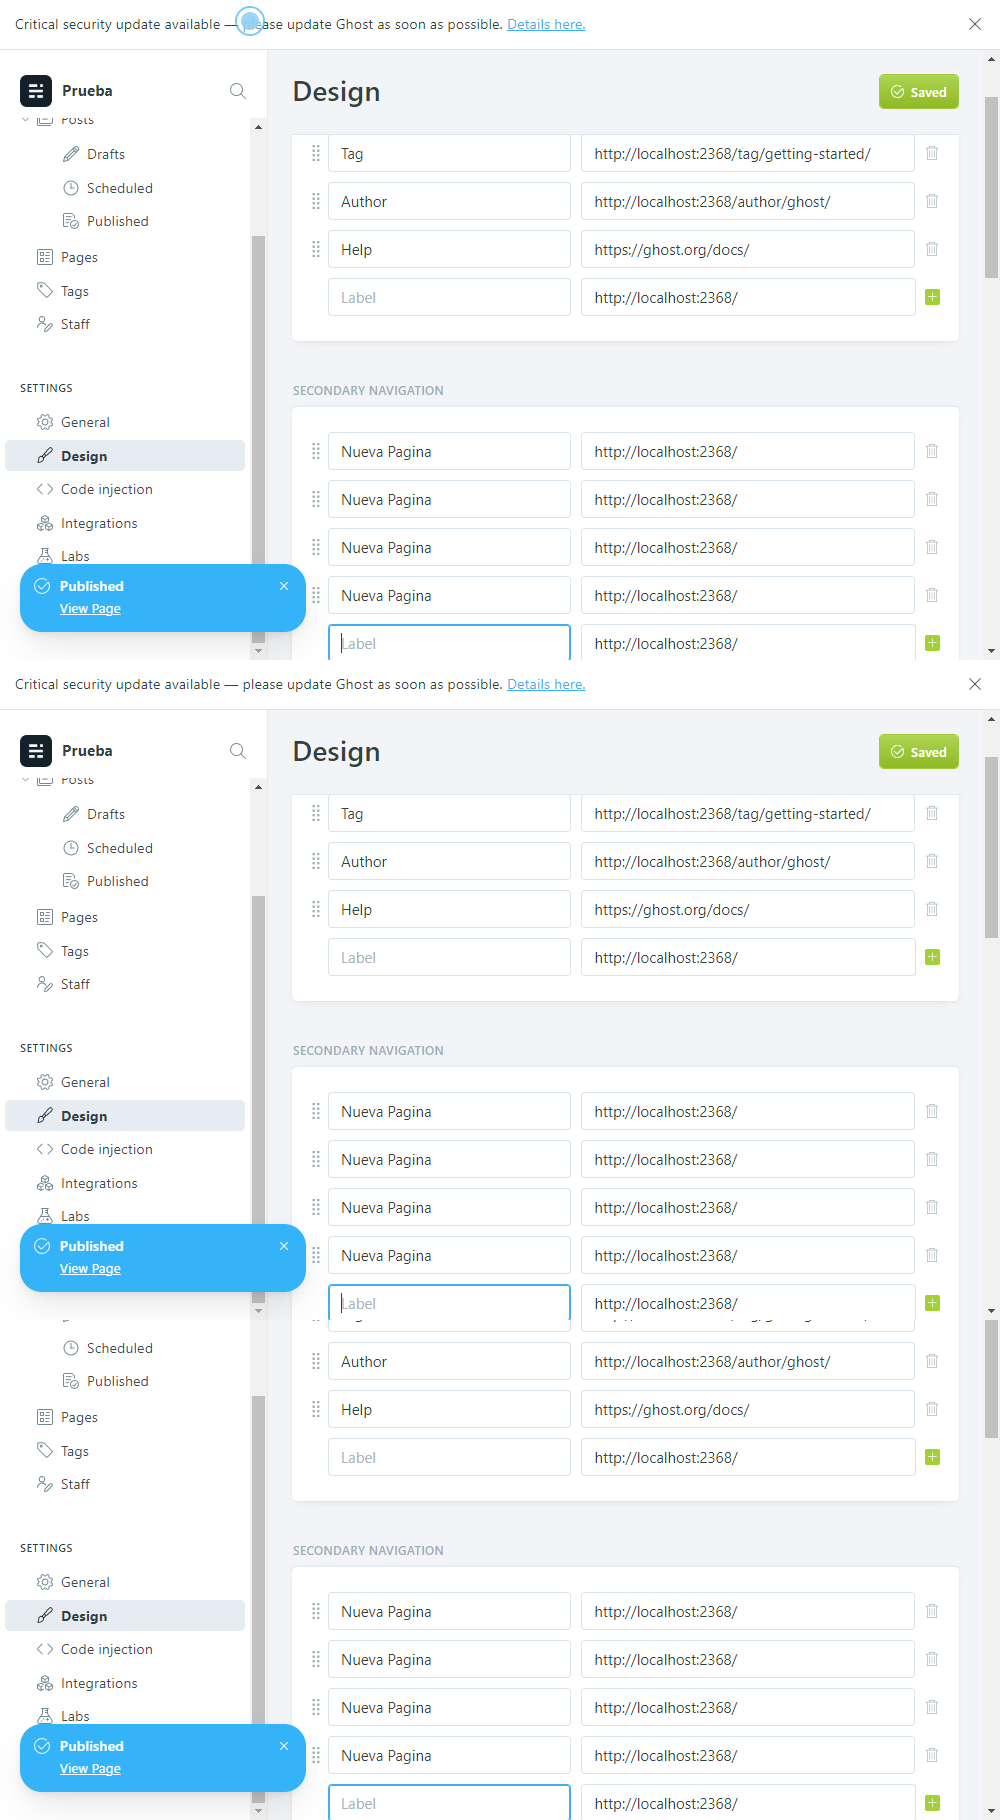 Critical security update available — please update Ghost as soon as possible. Details here.
Prueba
Design
Saved
Posts
Drafts
Scheduled
Published
Pages
Tags
Staff
SETTINGS
General
Design
Code injection
Integrations
Labs
Published
View Page
Tag http://localhost:2368/tag/getting-started/
Author http://localhost:2368/author/ghost/
Help https://ghost.org/docs/
Label http://localhost:2368/
SECONDARY NAVIGATION
Nueva Pagina http://localhost:2368/
Nueva Pagina http://localhost:2368/
Nueva Pagina http://localhost:2368/
Nueva Pagina http://localhost:2368/
Label http://localhost:2368/
Critical security update available — please update Ghost as soon as possible. Details here.
Prueba
Design
Saved
Posts
Drafts
Scheduled
Published
Pages
Tags
Staff
SETTINGS
General
Design
Code injection
Integrations
Labs
Published
View Page
Tag http://localhost:2368/tag/getting-started/
Author http://localhost:2368/author/ghost/
Help https://ghost.org/docs/
Label http://localhost:2368/
SECONDARY NAVIGATION
Nueva Pagina http://localhost:2368/
Nueva Pagina http://localhost:2368/
Nueva Pagina http://localhost:2368/
Nueva Pagina http://localhost:2368/
Label http://localhost:2368/
Scheduled
Published
Pages
Tags
Staff
SETTINGS
General
Design
Code injection
Integrations
Labs
Published
View Page
Author http://localhost:2368/author/ghost/
Help https://ghost.org/docs/
Label http://localhost:2368/
SECONDARY NAVIGATION
Nueva Pagina http://localhost:2368/
Nueva Pagina http://localhost:2368/
Nueva Pagina http://localhost:2368/
Nueva Pagina http://localhost:2368/
Label http://localhost:2368/